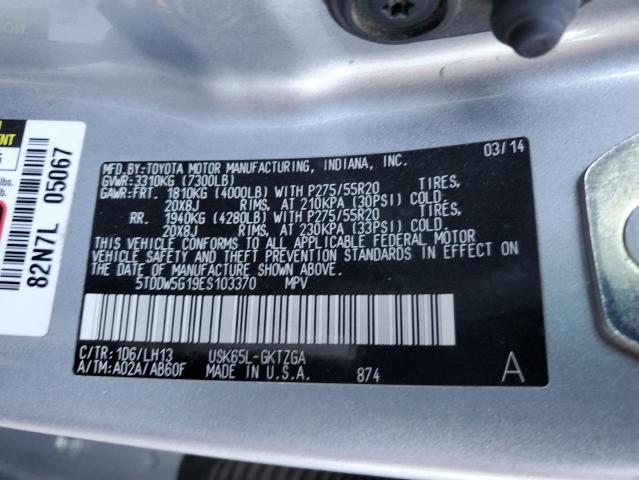 MFD.BY:TOYOTA MOTOR MANUFACTURING, INDIANA, INC. 03/14
GVWR:3310KG (7300LB)
GAWR:FRT. 1810KG (4000LB) WITH P275/55R20 TIRES,
20X8J RIMS, AT 210KPA (30PSI) COLD.
RR. 1940KG (4280LB) WITH P275/55R20 TIRES,
20X8J RIMS, AT 230KPA (33PSI) COLD.
THIS VEHICLE CONFORMS TO ALL APPLICABLE FEDERAL MOTOR
VEHICLE SAFETY AND THEFT PREVENTION STANDARDS IN EFFECT
ON THE DATE OF MANUFACTURE SHOWN ABOVE.
5TDDW5G19ES103370 MPV
C/TR:1D6/LH13 USK65L-GKTZGA
A/TM:A02A/AB60F MADE IN U.S.A. 874 A
82N7L 05067
lbs.